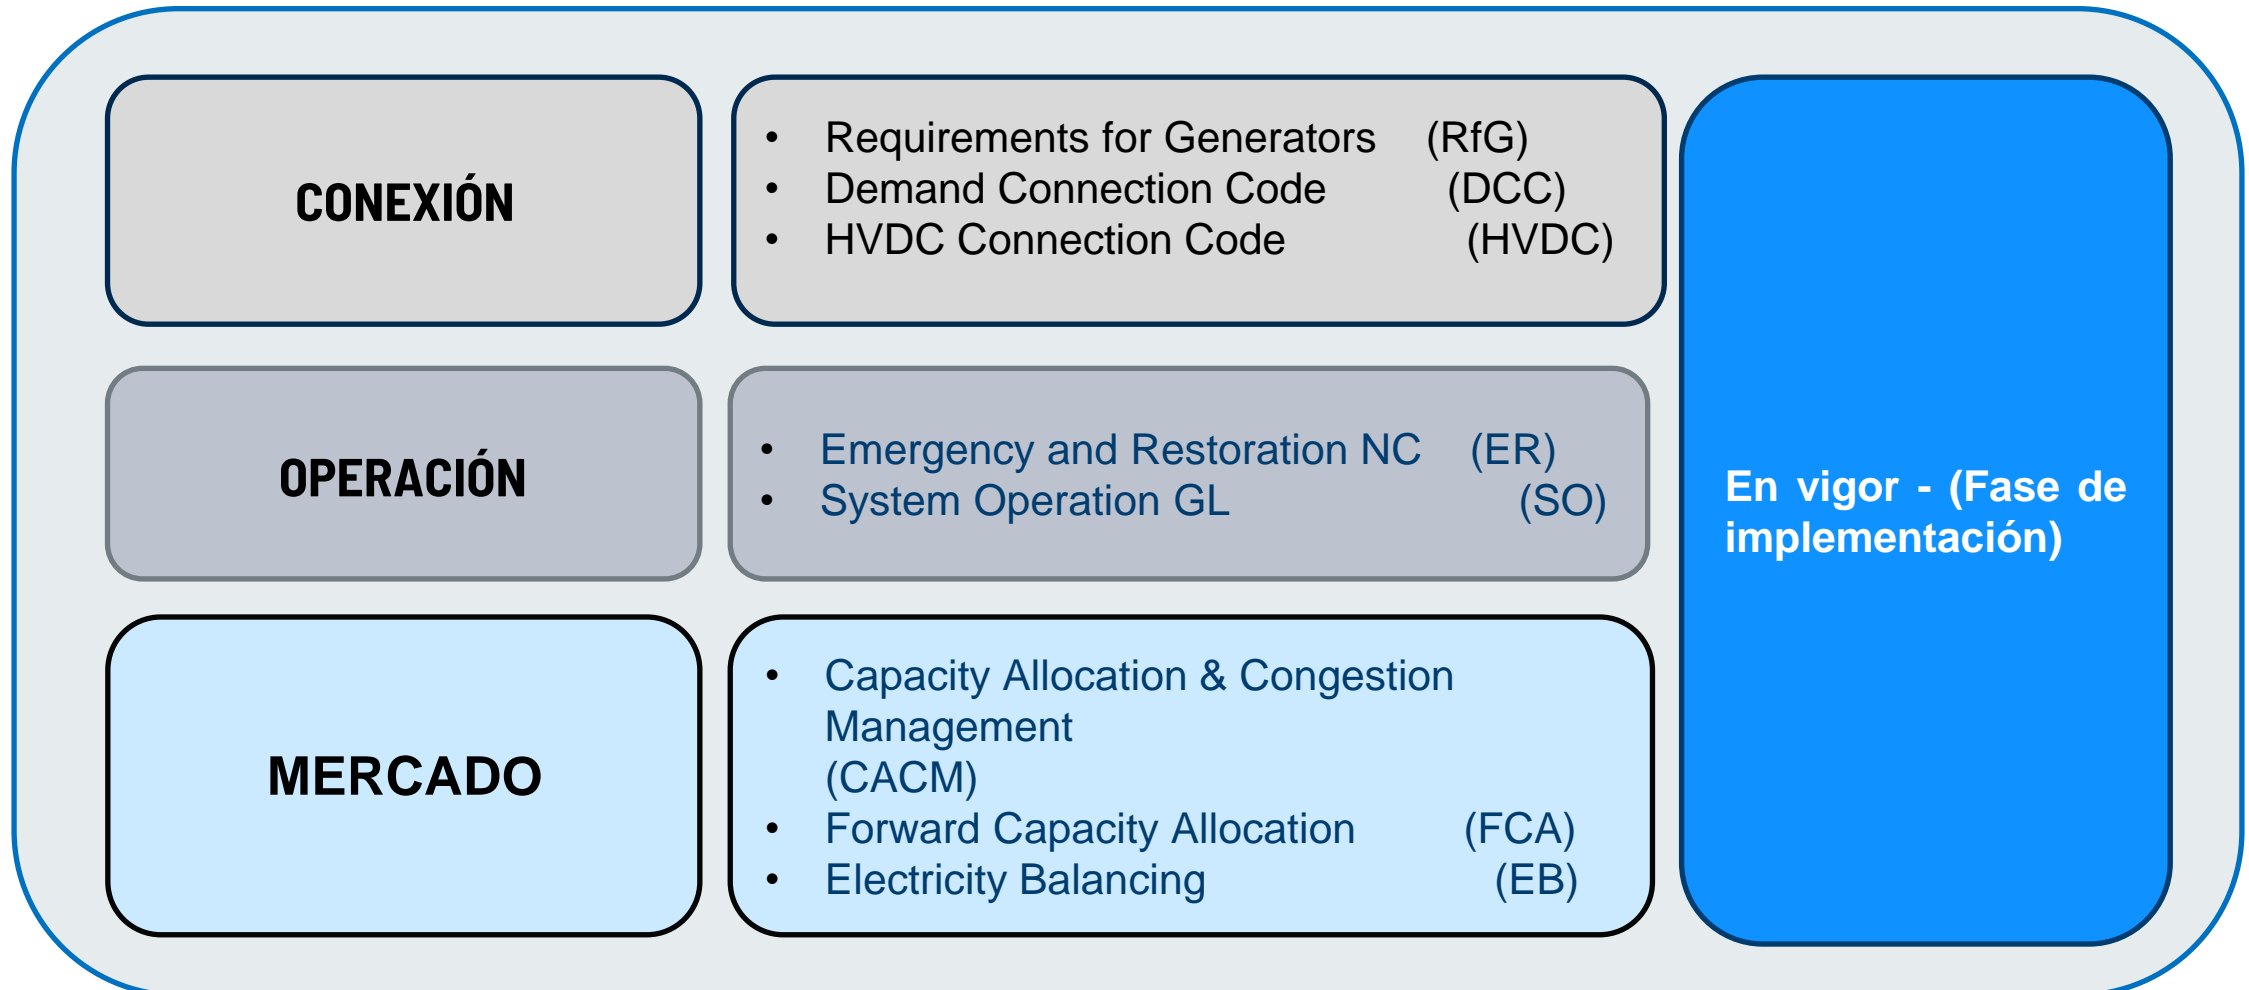 CONEXIÓN
• Requirements for Generators (RfG)
• Demand Connection Code (DCC)
• HVDC Connection Code (HVDC)
OPERACIÓN
• Emergency and Restoration NC (ER)
• System Operation GL (SO)
MERCADO
• Capacity Allocation & Congestion
Management
(CACM)
• Forward Capacity Allocation (FCA)
• Electricity Balancing (EB)
En vigor - (Fase de
implementación)